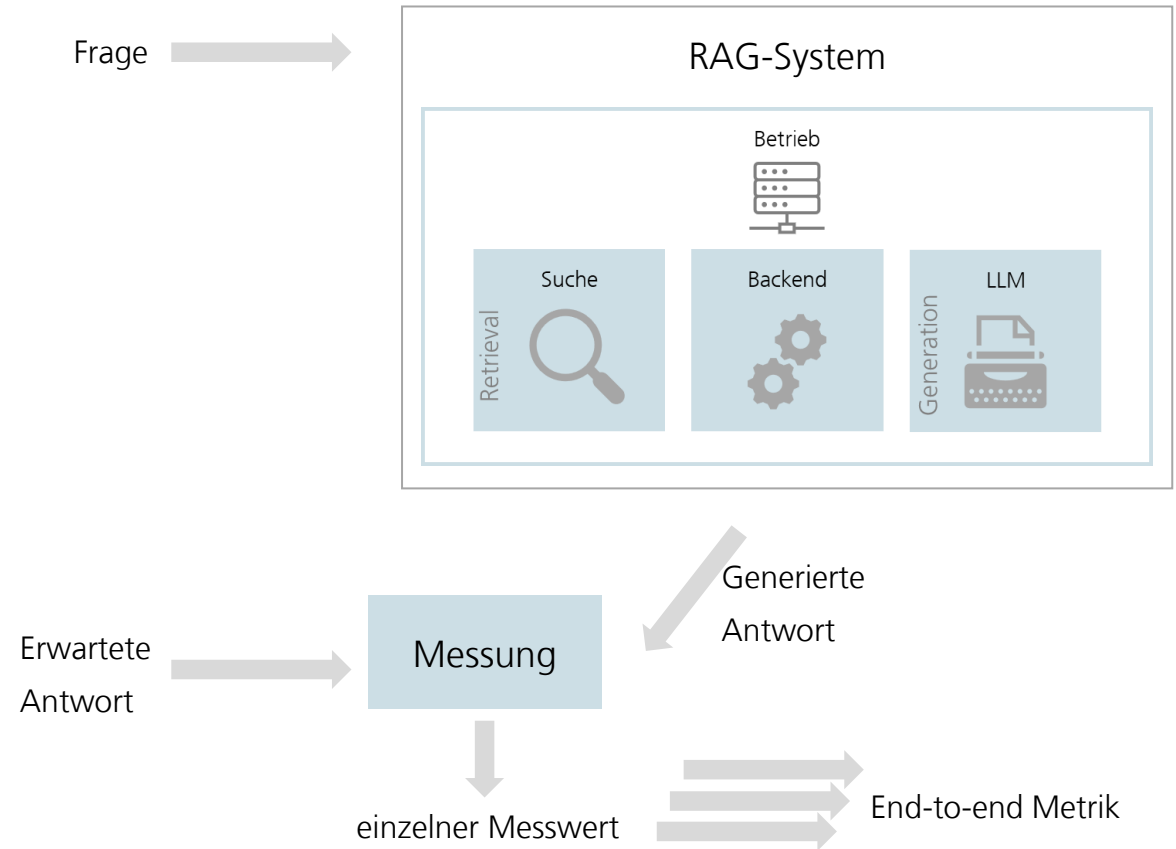 Frage
RAG-System
Betrieb
Suche
Retrieval
Backend
LLM
Generation
Generierte
Antwort
Erwartete
Antwort
Messung
einzelner Messwert
End-to-end Metrik